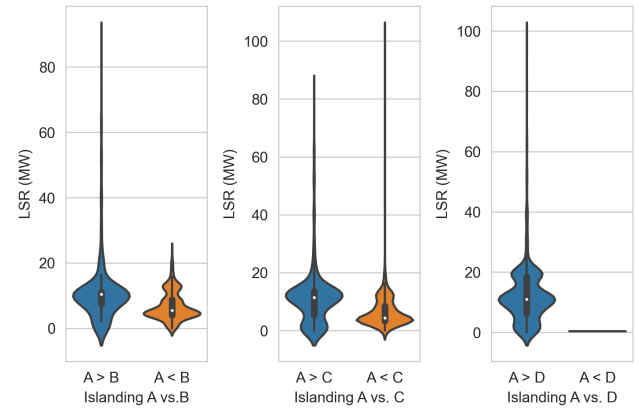 LSR (MW)
80
60
40
20
0
A > B
A < B
Islanding A vs.B
LSR (MW)
100
80
60
40
20
0
A > C
A < C
Islanding A vs. C
LSR (MW)
100
80
60
40
20
0
A > D
A < D
Islanding A vs. D